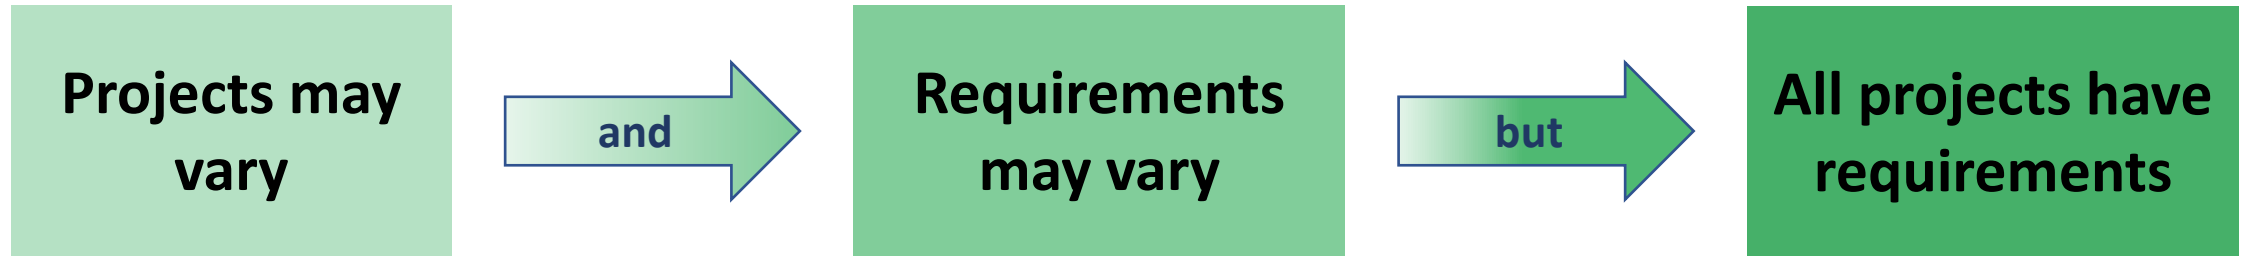 Projects may
vary
and
Requirements
may vary
but
All projects have
requirements